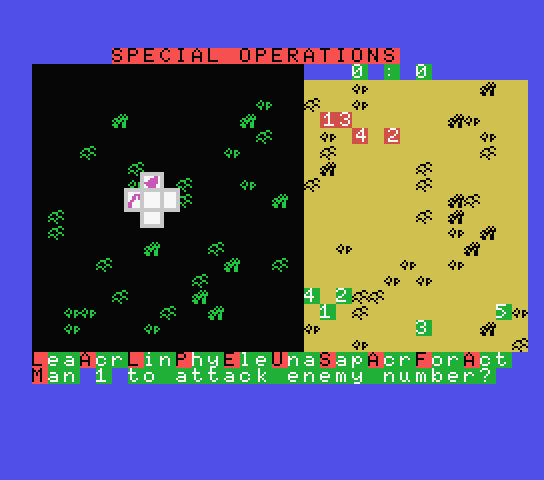 SPECIAL OPERATIONS
0 : 0
13
4 2
4 2
1 5
3
LeaAcrLinPhyEleUnaSapAcrForAct
Man 1 to attack enemy number?